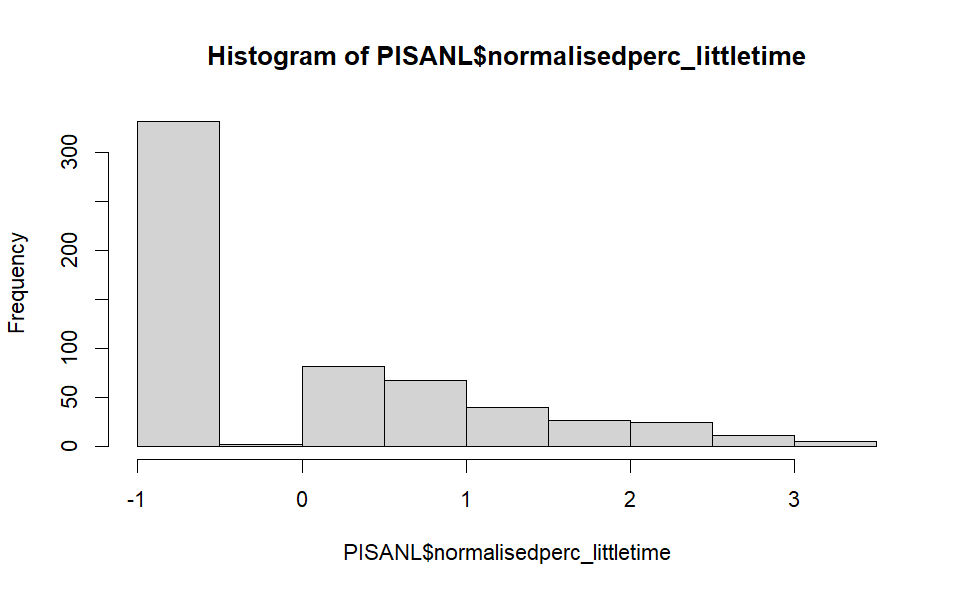 Histogram of PISANL$normalisedperc_littletime
Frequency
300
200
100
50
0
-1 0 1 2 3
PISANL$normalisedperc_littletime